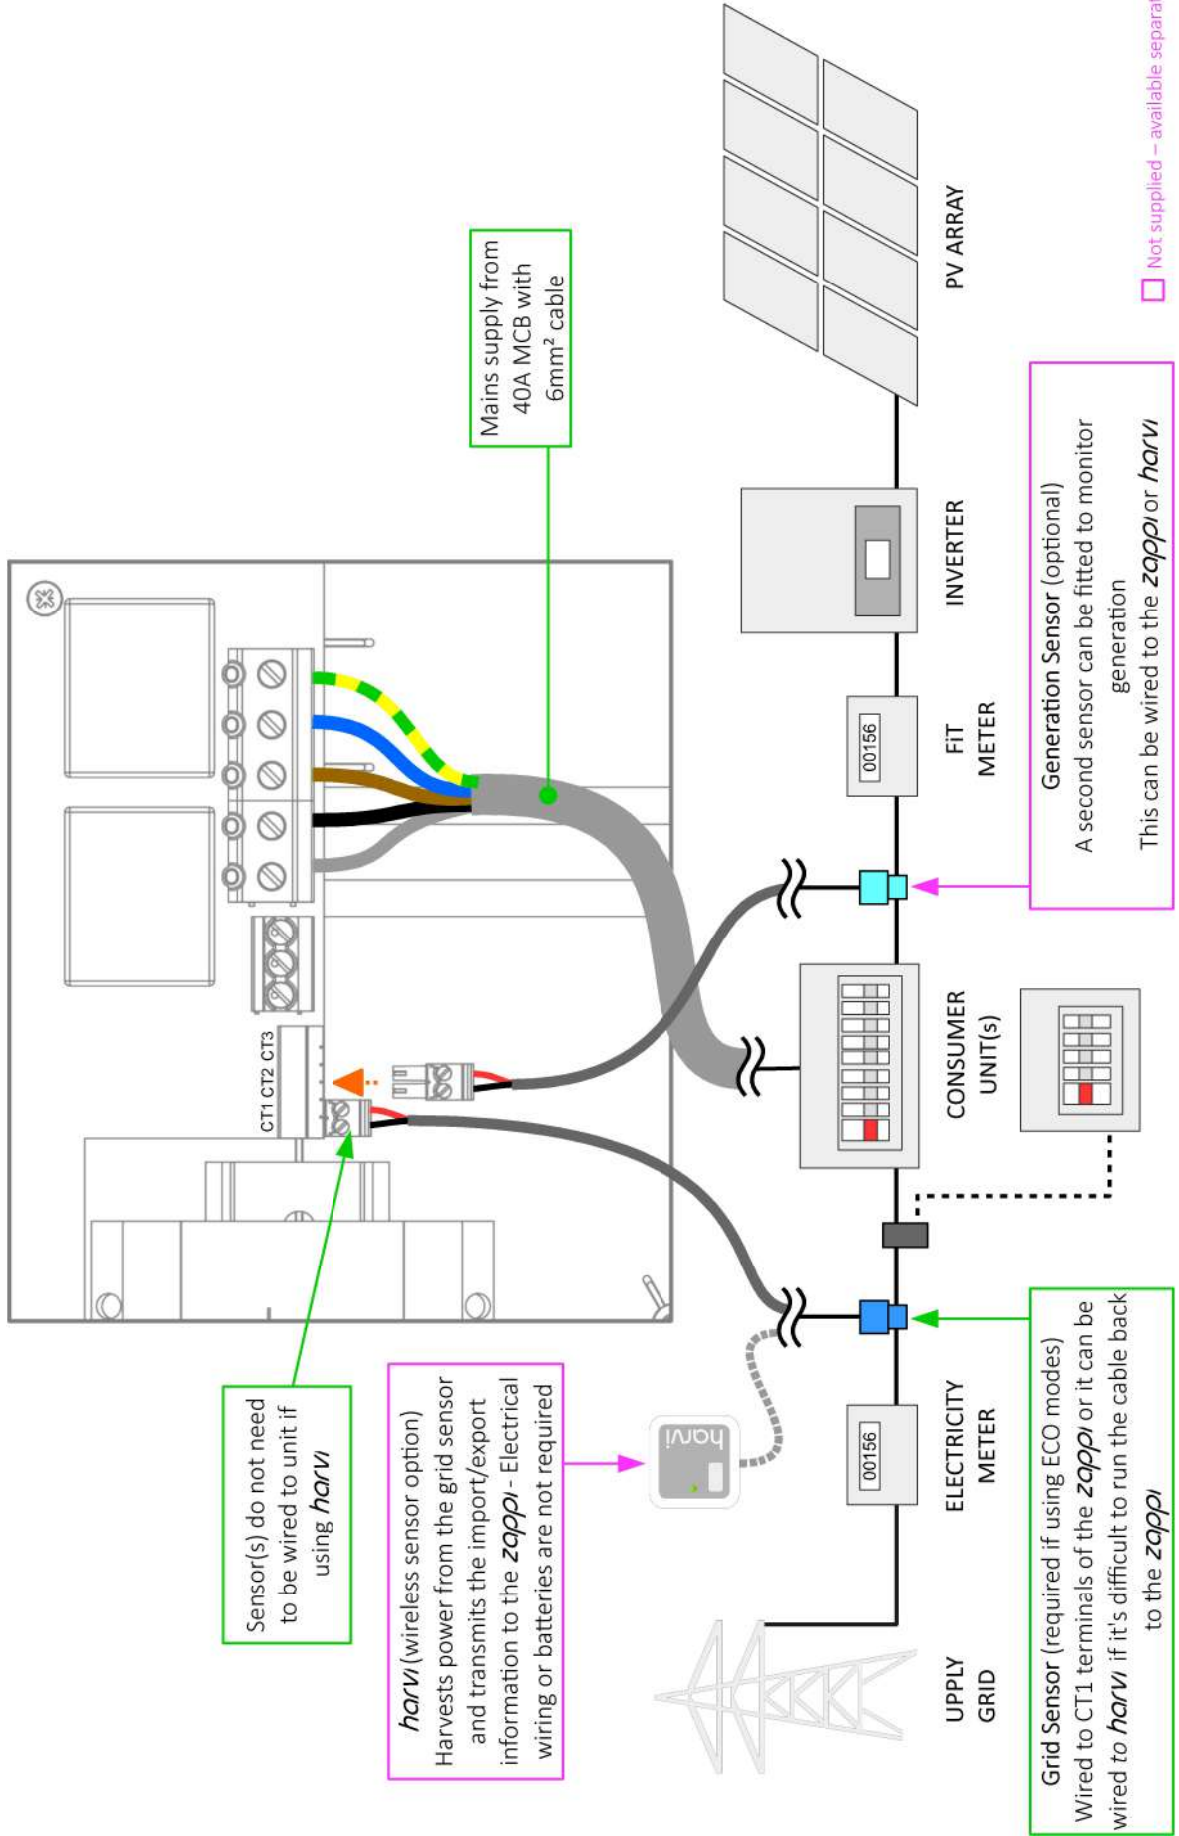 Sensor(s) do not need
to be wired to unit if
using harvi
harvi (wireless sensor option)
Harvests power from the grid sensor
and transmits the import/export
information to the zappi - Electrical
wiring or batteries are not required
CT1 CT2 CT3
Mains supply from
40A MCB with
6mm² cable
harvi
00156
00156
UPPLY
GRID
ELECTRICITY
METER
CONSUMER
UNIT(s)
FiT
METER
INVERTER
PV ARRAY
Grid Sensor (required if using ECO modes)
Wired to CT1 terminals of the zappi or it can be
wired to harvi if it's difficult to run the cable back
to the zappi
Generation Sensor (optional)
A second sensor can be fitted to monitor
generation
This can be wired to the zappi or harvi
Not supplied – available separat